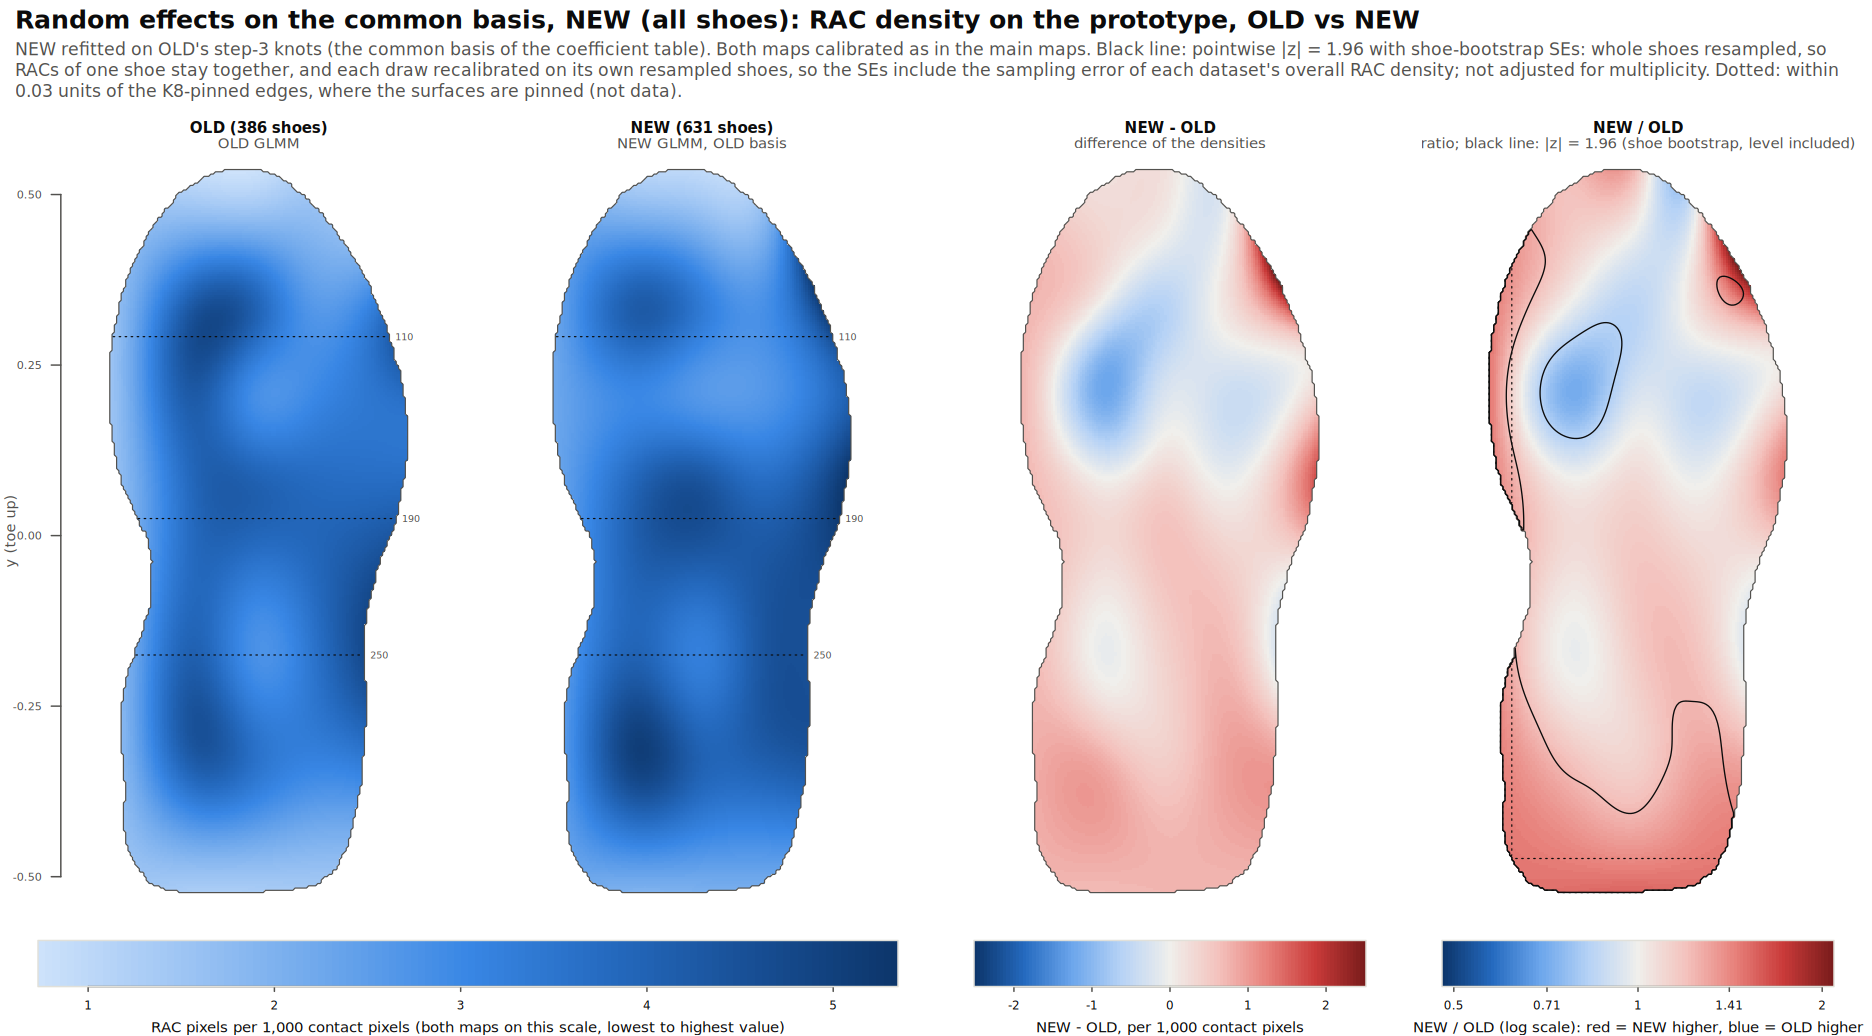 Random effects on the common basis, NEW (all shoes): RAC density on the prototype, OLD vs NEW
NEW refitted on OLD's step-3 knots (the common basis of the coefficient table). Both maps calibrated as in the main maps. Black line: pointwise |z| = 1.96 with shoe-bootstrap SEs: whole shoes resampled, so
RACs of one shoe stay together, and each draw recalibrated on its own resampled shoes, so the SEs include the sampling error of each dataset's overall RAC density; not adjusted for multiplicity. Dotted: within
0.03 units of the K8-pinned edges, where the surfaces are pinned (not data).
OLD (386 shoes)
OLD GLMM
NEW (631 shoes)
NEW GLMM, OLD basis
NEW - OLD
difference of the densities
NEW / OLD
ratio; black line: |z| = 1.96 (shoe bootstrap, level included)
y (toe up)
0.50
0.25
0.00
-0.25
-0.50
110
190
250
110
190
250
1 2 3 4 5
RAC pixels per 1,000 contact pixels (both maps on this scale, lowest to highest value)
-2 -1 0 1 2
NEW - OLD, per 1,000 contact pixels
0.5 0.71 1 1.41 2
NEW / OLD (log scale): red = NEW higher, blue = OLD higher